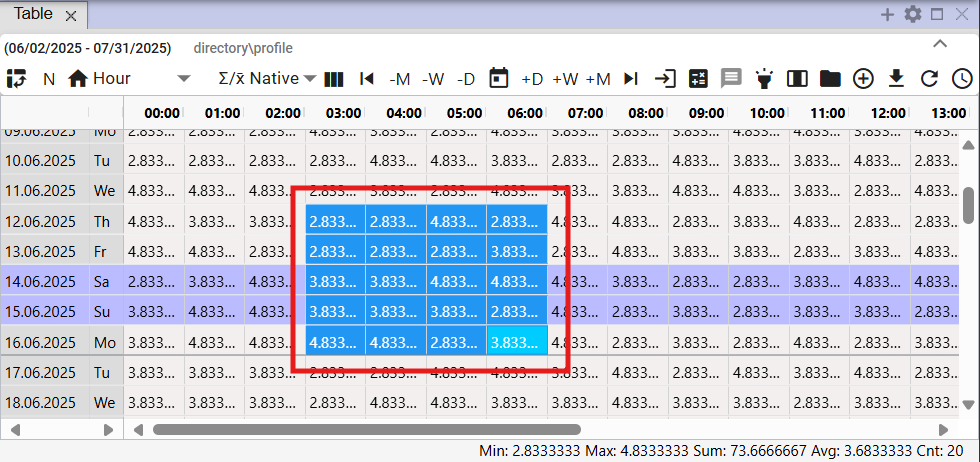 Table
(06/02/2025 - 07/31/2025) directory\profile
N Hour Σ/x̄ Native -M -W -D +D +W +M
00:00 01:00 02:00 03:00 04:00 05:00 06:00 07:00 08:00 09:00 10:00 11:00 12:00 13:00
09.06.2025 Mo 2.833... 2.833... 2.833... 4.833... 3.833... 4.833... 4.833... 2.833... 3.833... 3.833... 4.833... 3.833... 4.833... 4.833...
10.06.2025 Tu 2.833... 2.833... 2.833... 2.833... 4.833... 2.833... 4.833... 3.833... 4.833... 2.833... 3.833... 3.833... 4.833... 3.833...
11.06.2025 We 4.833... 4.833... 4.833... 2.833... 3.833... 2.833... 4.833... 3.833... 2.833... 4.833... 4.833... 4.833... 2.833... 4.833...
12.06.2025 Th 4.833... 3.833... 3.833... 2.833... 2.833... 4.833... 2.833... 4.833... 4.833... 2.833... 3.833... 4.833... 4.833... 2.833...
13.06.2025 Fr 4.833... 3.833... 4.833... 2.833... 2.833... 2.833... 3.833... 2.833... 4.833... 3.833... 2.833... 4.833... 4.833... 3.833...
14.06.2025 Sa 2.833... 3.833... 4.833... 3.833... 3.833... 4.833... 4.833... 4.833... 2.833... 4.833... 2.833... 3.833... 3.833... 2.833...
15.06.2025 Su 3.833... 4.833... 4.833... 3.833... 3.833... 3.833... 2.833... 4.833... 3.833... 2.833... 3.833... 2.833... 2.833... 3.833...
16.06.2025 Mo 3.833... 4.833... 3.833... 4.833... 4.833... 2.833... 3.833... 4.833... 2.833... 2.833... 3.833... 3.833... 2.833... 3.833...
17.06.2025 Tu 3.833... 3.833... 3.833... 2.833... 2.833... 4.833... 4.833... 3.833... 4.833... 2.833... 4.833... 3.833... 2.833... 2.833...
18.06.2025 We 3.833... 3.833... 3.833... 2.833... 4.833... 3.833... 4.833... 3.833... 3.833... 3.833... 3.833... 2.833... 4.833... 3.833...
Min: 2.8333333 Max: 4.8333333 Sum: 73.6666667 Avg: 3.6833333 Cnt: 20